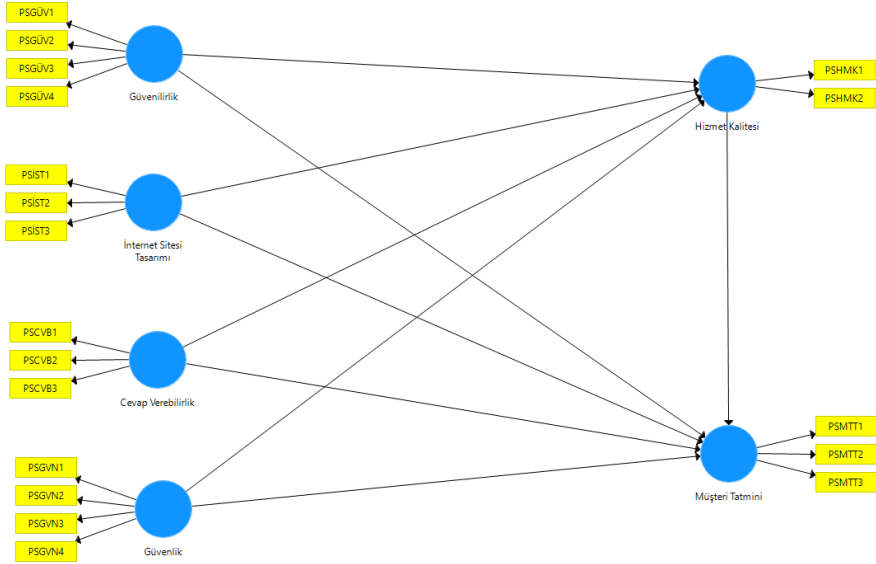 PSGÜV1
PSGÜV2
PSGÜV3
PSGÜV4
Güvenilirlik
PSHMK1
PSHMK2
Hizmet Kalitesi
PSİST1
PSİST2
PSİST3
İnternet Sitesi
Tasarımı
PSCVB1
PSCVB2
PSCVB3
Cevap Verebilirlik
PSMTT1
PSMTT2
PSMTT3
Müşteri Tatmini
PSGVN1
PSGVN2
PSGVN3
PSGVN4
Güvenlik